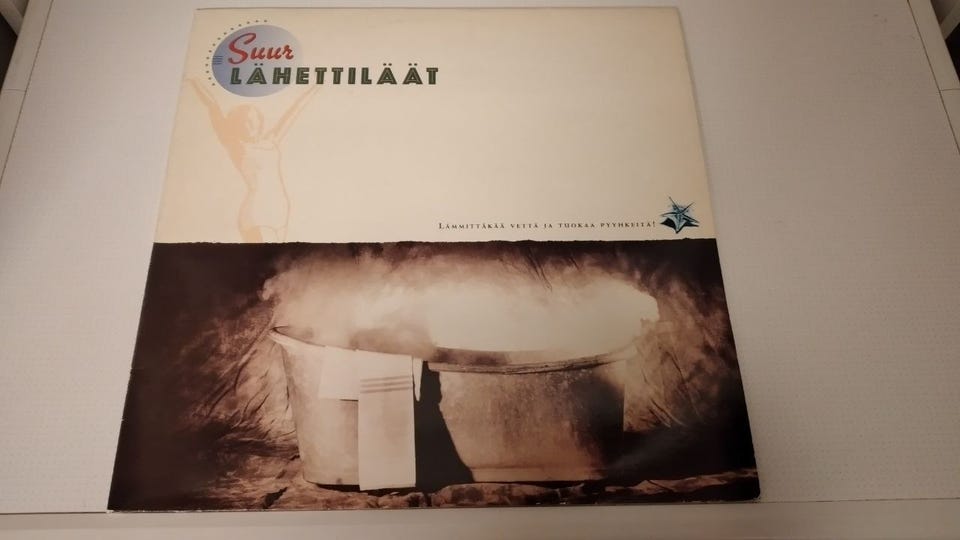 Suur
LÄHETTILÄÄT
LÄMMITTÄKÄÄ VETTÄ JA TUOKAA PYYHKEITÄ!